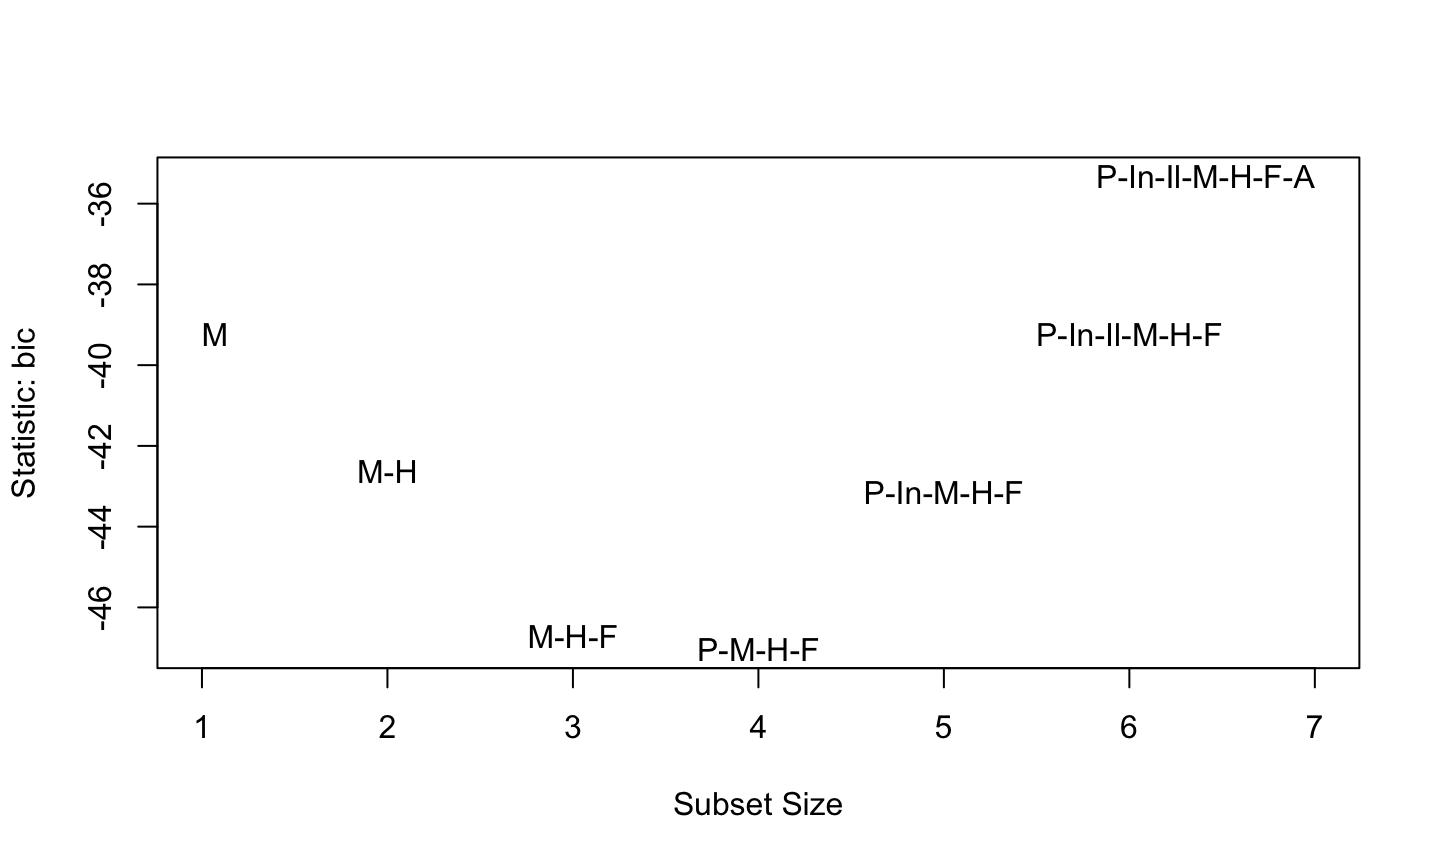 P-In-Il-M-H-F-A
-36
-38
M
P-In-Il-M-H-F
-40
Statistic: bic
-42
M-H
P-In-M-H-F
-44
-46
M-H-F
P-M-H-F
1 2 3 4 5 6 7
Subset Size